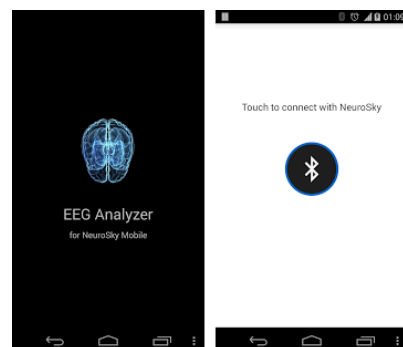 EEG Analyzer
for NeuroSky Mobile
01:09
Touch to connect with NeuroSky